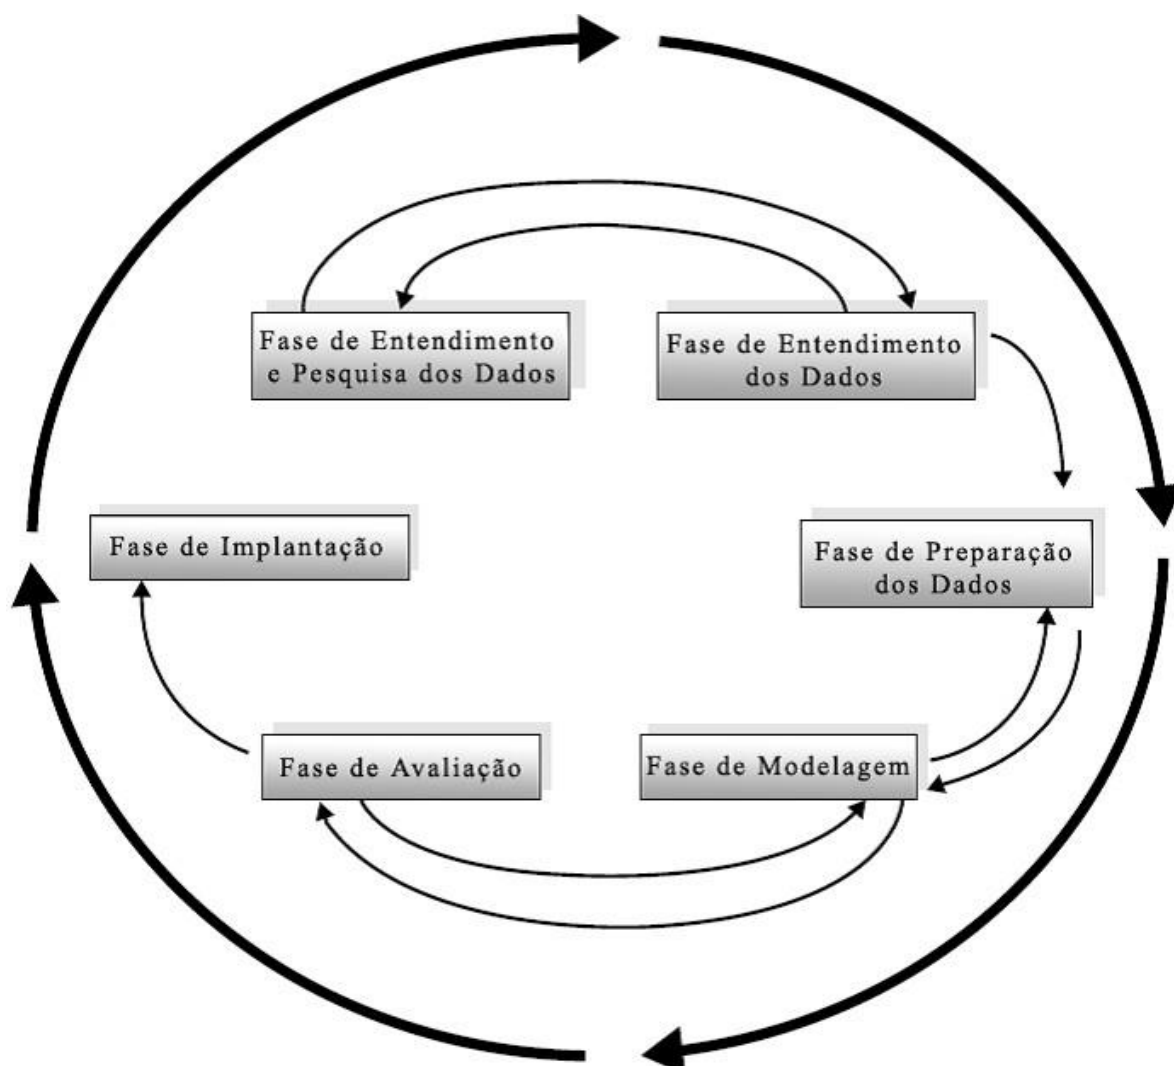 Fase de Entendimento
e Pesquisa dos Dados
Fase de Entendimento
dos Dados
Fase de Implantação
Fase de Preparação
dos Dados
Fase de Avaliação
Fase de Modelagem